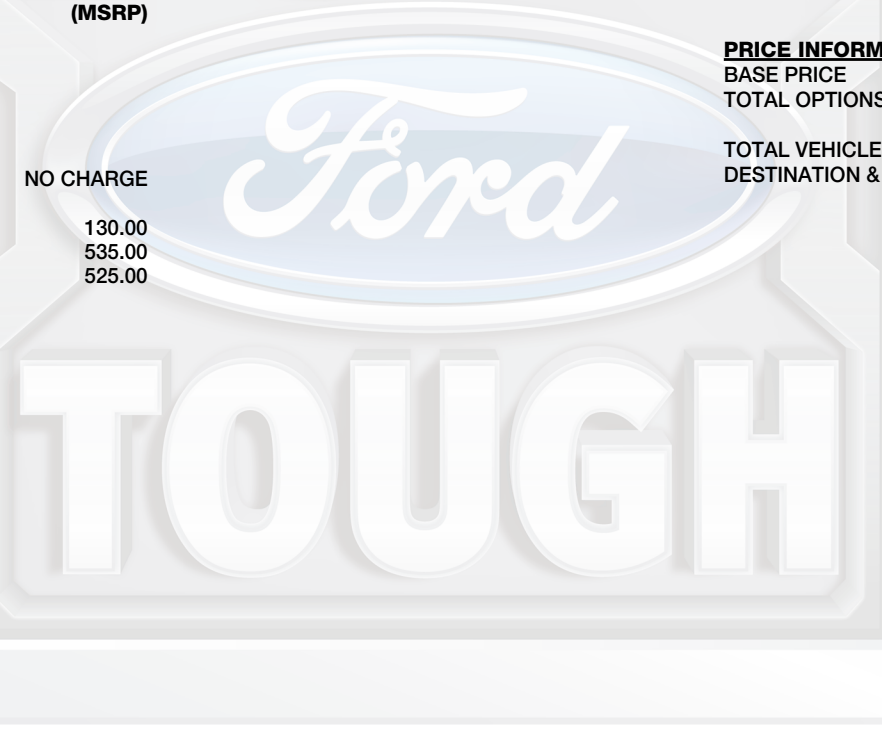 (MSRP)
PRICE INFORM
BASE PRICE
TOTAL OPTIONS
TOTAL VEHICLE
DESTINATION &
NO CHARGE
130.00
535.00
525.00
Ford
TOUGH